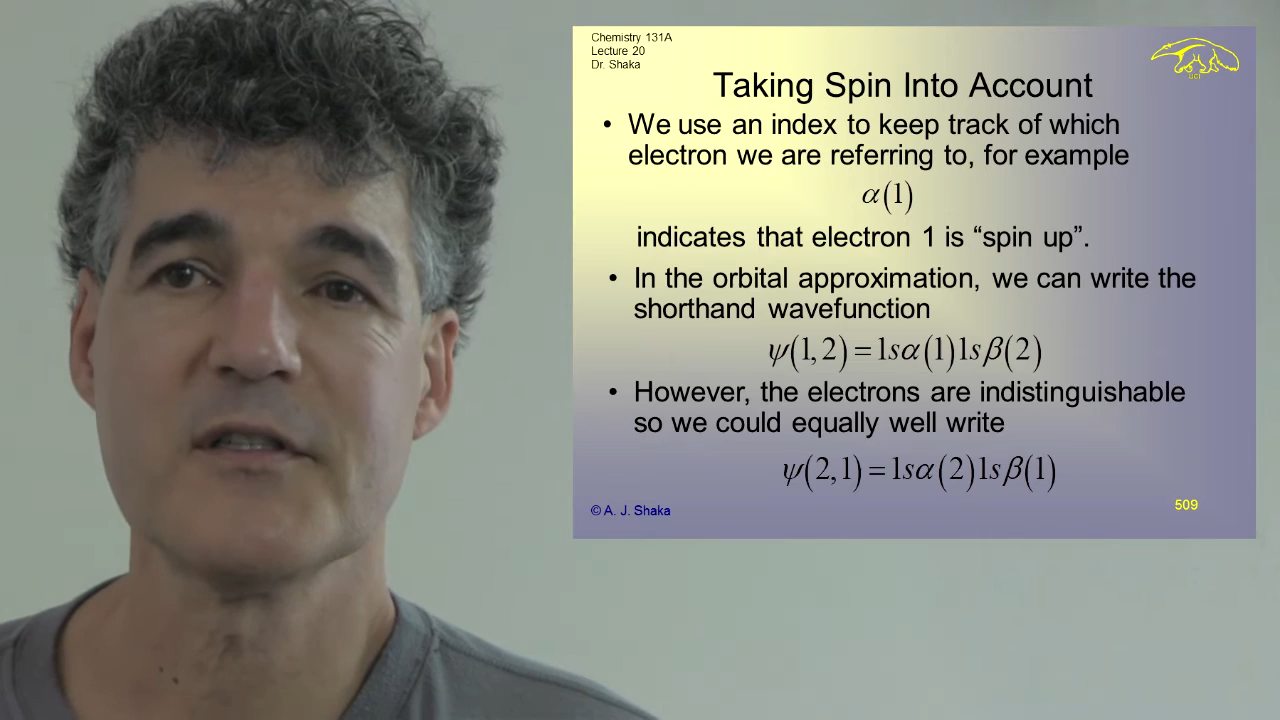 Chemistry 131A
Lecture 20
Dr. Shaka
UCI
Taking Spin Into Account
• We use an index to keep track of which
electron we are referring to, for example
α(1)
indicates that electron 1 is “spin up”.
• In the orbital approximation, we can write the
shorthand wavefunction
ψ(1,2)=1sα(1)1sβ(2)
• However, the electrons are indistinguishable
so we could equally well write
ψ(2,1)=1sα(2)1sβ(1)
© A. J. Shaka
509